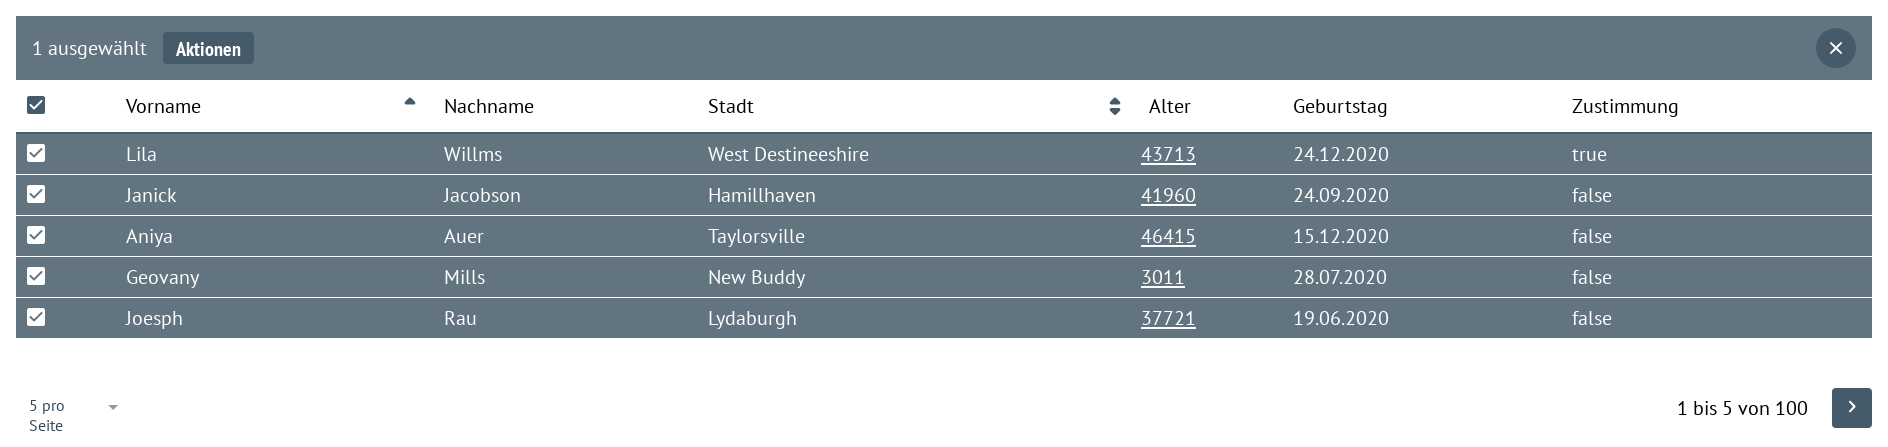 1 ausgewählt Aktionen
Vorname Nachname Stadt Alter Geburtstag Zustimmung
Lila Willms West Destineeshire 43713 24.12.2020 true
Janick Jacobson Hamillhaven 41960 24.09.2020 false
Aniya Auer Taylorsville 46415 15.12.2020 false
Geovany Mills New Buddy 3011 28.07.2020 false
Joesph Rau Lydaburgh 37721 19.06.2020 false
5 pro
Seite
1 bis 5 von 100